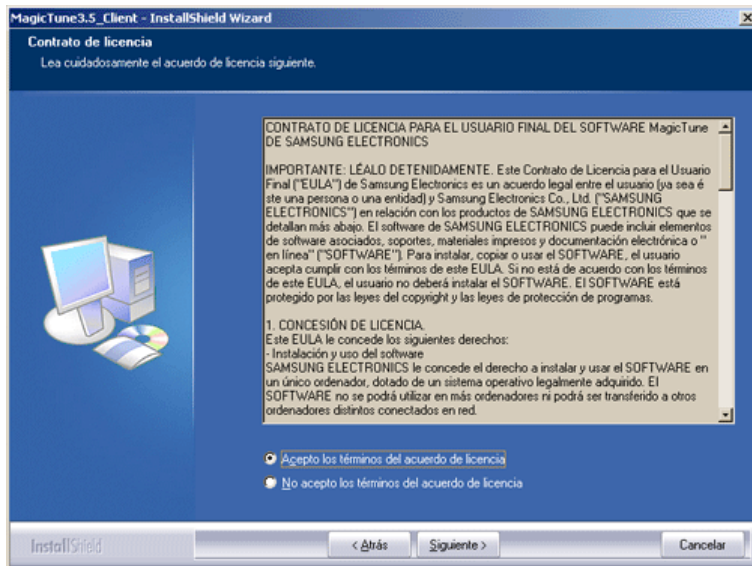 MagicTune3.5_Client - InstallShield Wizard
Contrato de licencia
Lea cuidadosamente el acuerdo de licencia siguiente.
CONTRATO DE LICENCIA PARA EL USUARIO FINAL DEL SOFTWARE MagicTune
DE SAMSUNG ELECTRONICS
IMPORTANTE: LÉALO DETENIDAMENTE. Este Contrato de Licencia para el Usuario
Final ("EULA") de Samsung Electronics es un acuerdo legal entre el usuario (ya sea é
ste una persona o una entidad) y Samsung Electronics Co., Ltd. ("SAMSUNG
ELECTRONICS") en relación con los productos de SAMSUNG ELECTRONICS que se
detallan más abajo. El software de SAMSUNG ELECTRONICS puede incluir elementos
de software asociados, soportes, materiales impresos y documentación electrónica o "
en línea" ("SOFTWARE"). Para instalar, copiar o usar el SOFTWARE, el usuario
acepta cumplir con los términos de este EULA. Si no está de acuerdo con los términos
de este EULA, el usuario no deberá instalar el SOFTWARE. El SOFTWARE está
protegido por las leyes del copyright y las leyes de protección de programas.
1. CONCESIÓN DE LICENCIA.
Este EULA le concede los siguientes derechos:
- Instalación y uso del software
SAMSUNG ELECTRONICS le concede el derecho a instalar y usar el SOFTWARE en
un único ordenador, dotado de un sistema operativo legalmente adquirido. El
SOFTWARE no se podrá utilizar en más ordenadores ni podrá ser transferido a otros
ordenadores distintos conectados en red.
Acepto los términos del acuerdo de licencia
No acepto los términos del acuerdo de licencia
InstallShield
< Atrás
Siguiente >
Cancelar